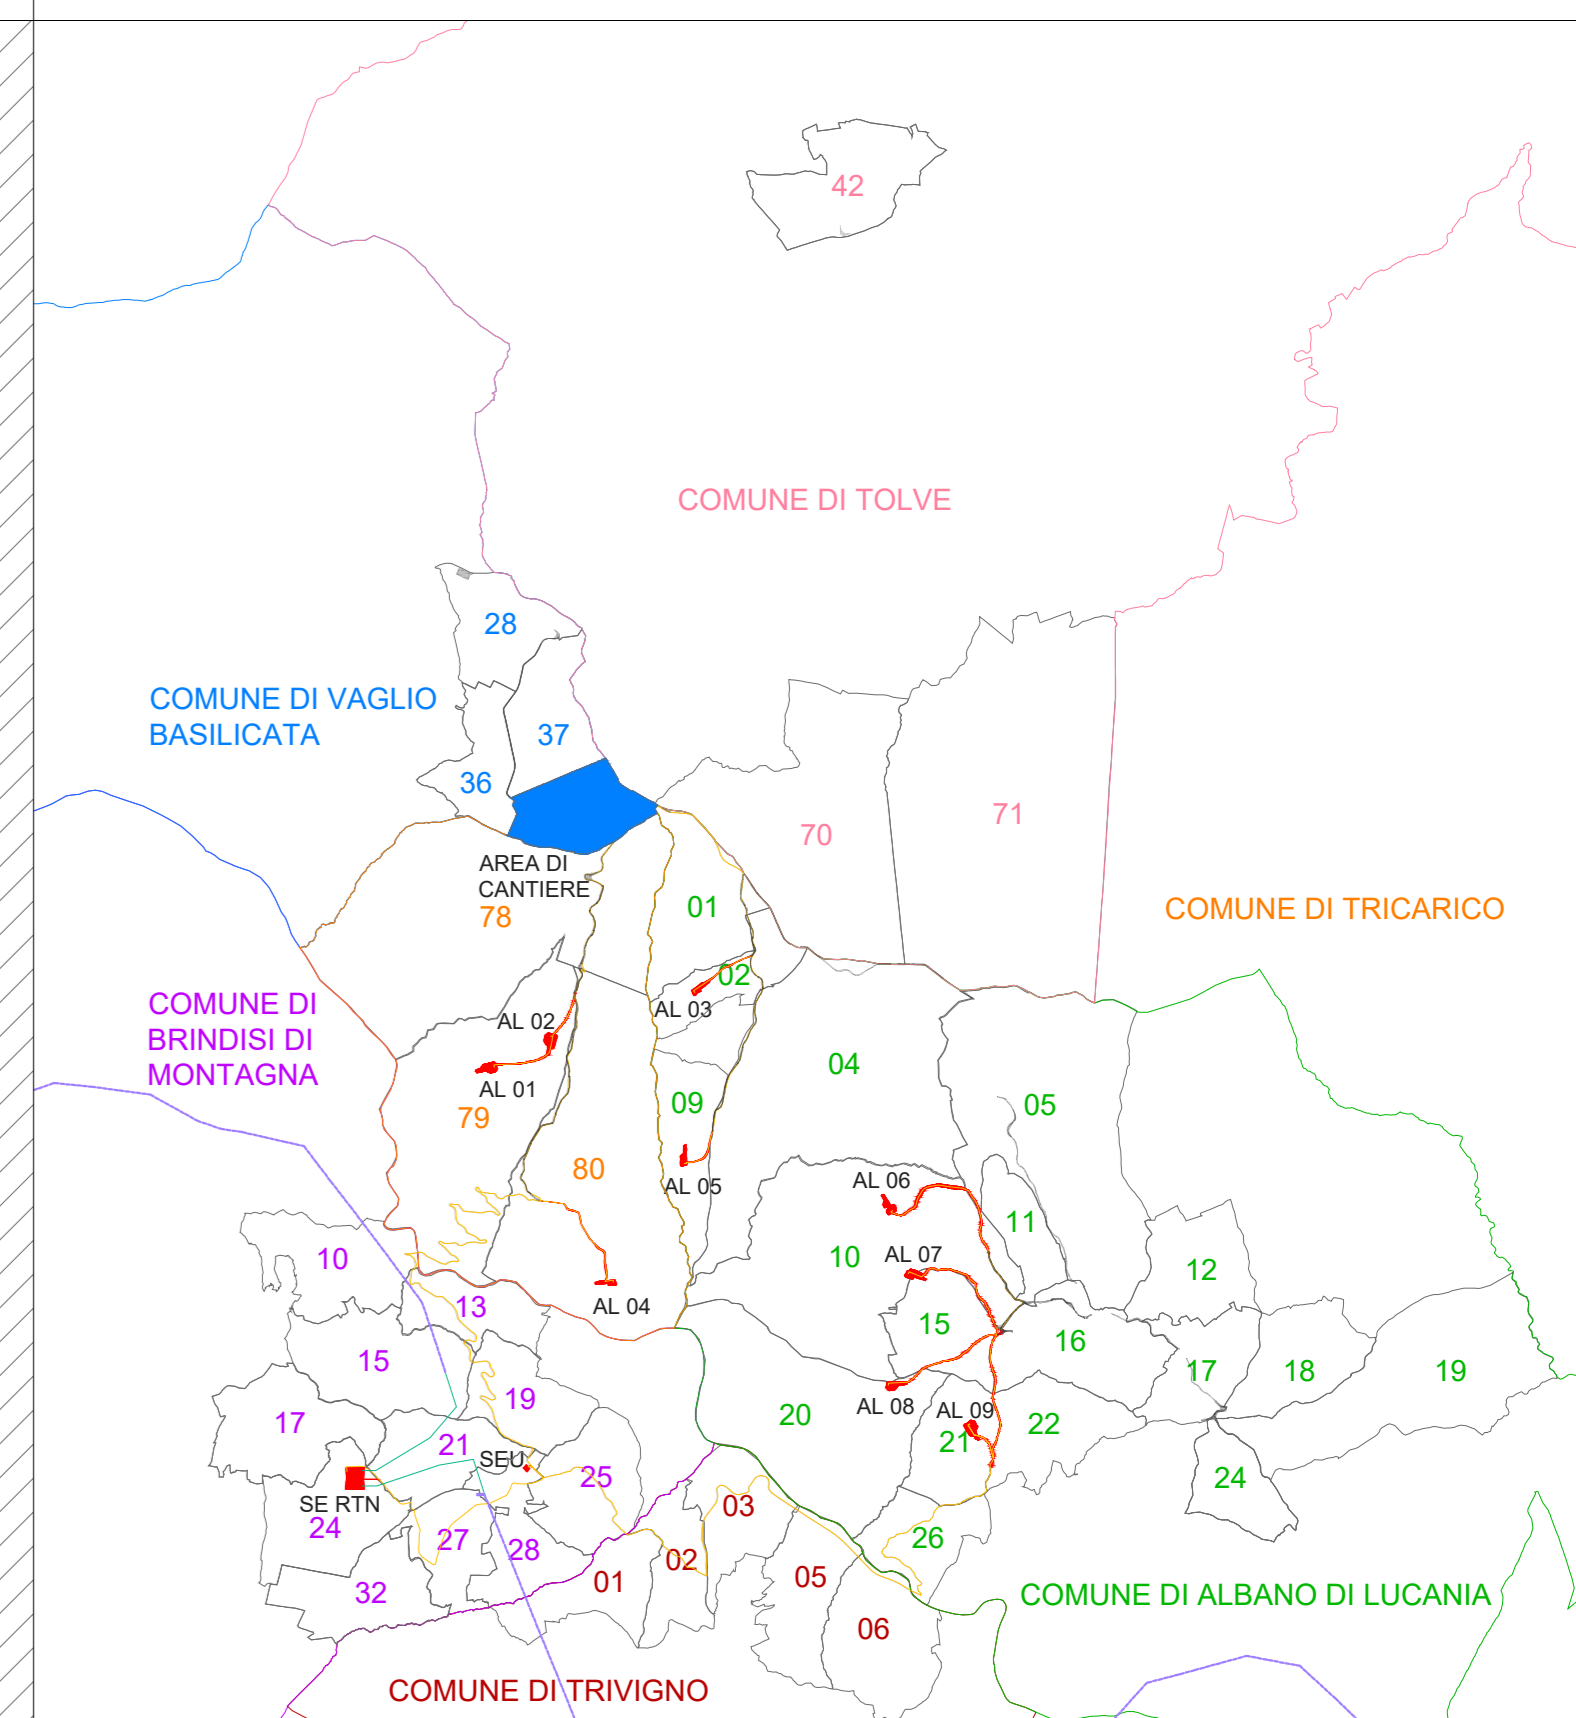 42
COMUNE DI TOLVE
28
COMUNE DI VAGLIO
BASILICATA
37
36
70
71
AREA DI
CANTIERE
78
01
COMUNE DI TRICARICO
02
AL 03
COMUNE DI
BRINDISI DI
MONTAGNA
AL 02
AL 01
79
04
05
09
80
AL 05
AL 06
11
10
10
AL 07
12
13
AL 04
15
16
15
17
18
19
19
17
20
AL 08
AL 09
21
22
21
SEU
25
24
SE RTN
24
03
27
28
26
02
01
32
05
06
COMUNE DI ALBANO DI LUCANIA
COMUNE DI TRIVIGNO